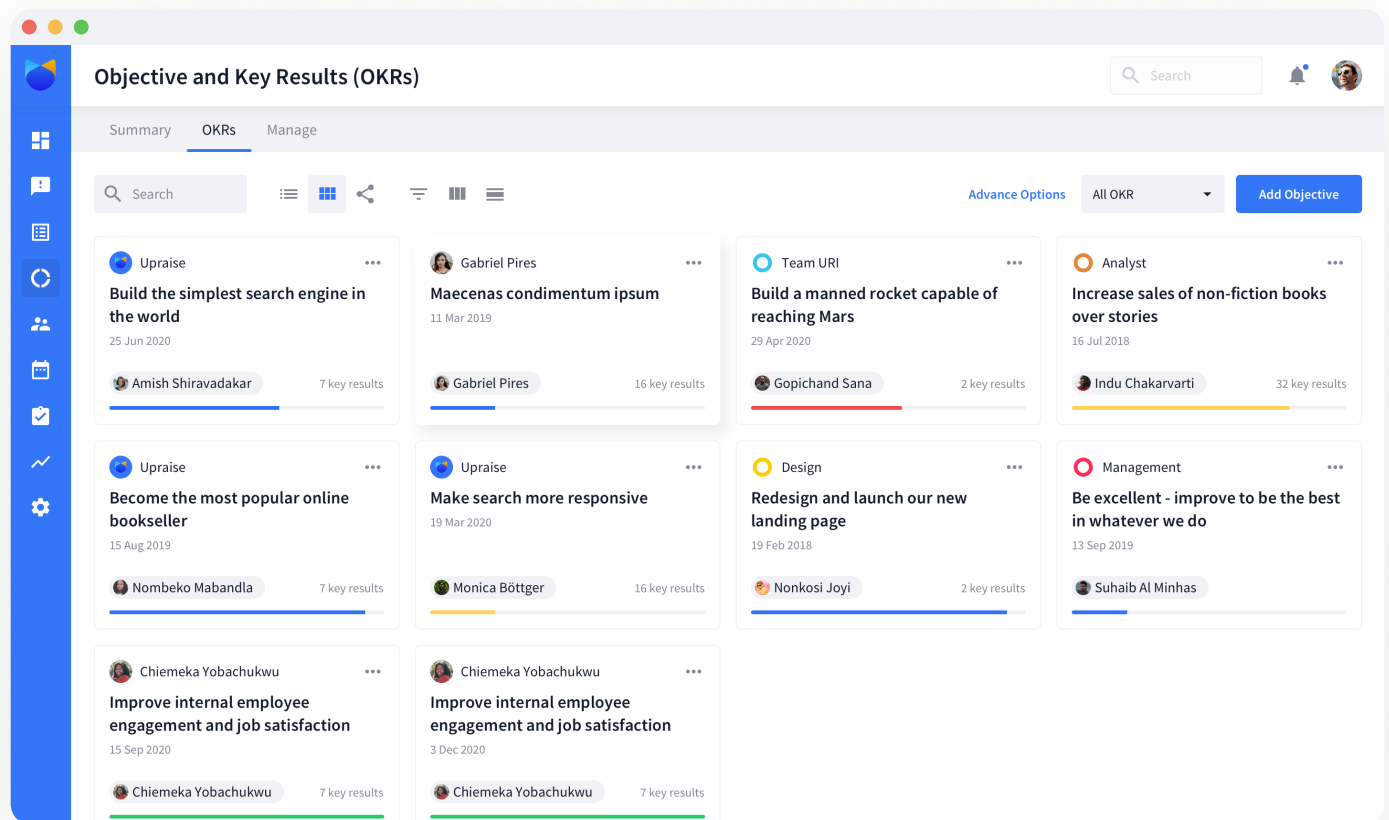 Objective and Key Results (OKRs)
Search
Summary
OKRs
Manage
Search
Advance Options
All OKR
Add Objective
Upraise
Build the simplest search engine in
the world
25 Jun 2020
Amish Shiravadakar
7 key results
Gabriel Pires
Maecenas condimentum ipsum
11 Mar 2019
Gabriel Pires
16 key results
Team URI
Build a manned rocket capable of
reaching Mars
29 Apr 2020
Gopichand Sana
2 key results
Analyst
Increase sales of non-fiction books
over stories
16 Jul 2018
Indu Chakarvarti
32 key results
Upraise
Become the most popular online
bookseller
15 Aug 2019
Nombeko Mabandla
7 key results
Upraise
Make search more responsive
19 Mar 2020
Monica Böttger
16 key results
Design
Redesign and launch our new
landing page
19 Feb 2018
Nonkosi Joyi
2 key results
Management
Be excellent - improve to be the best
in whatever we do
13 Sep 2019
Suhaib Al Minhas
Chiemeka Yobachukwu
Improve internal employee
engagement and job satisfaction
15 Sep 2020
Chiemeka Yobachukwu
7 key results
Chiemeka Yobachukwu
Improve internal employee
engagement and job satisfaction
3 Dec 2020
Chiemeka Yobachukwu
7 key results